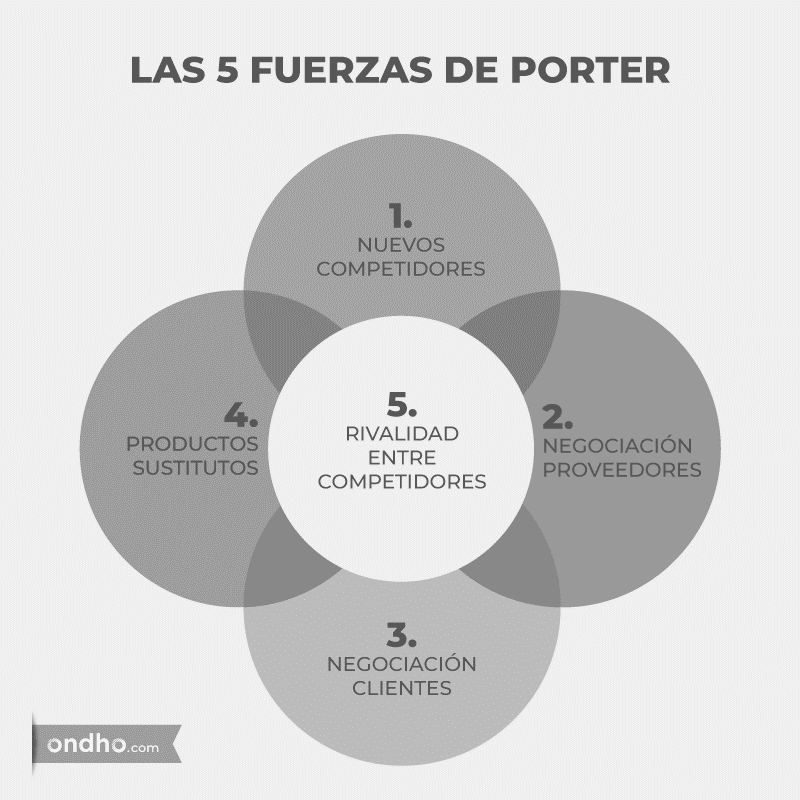 LAS 5 FUERZAS DE PORTER
1.
NUEVOS
COMPETIDORES
4.
PRODUCTOS
SUSTITUTOS
5.
RIVALIDAD
ENTRE
COMPETIDORES
2.
NEGOCIACIÓN
PROVEEDORES
3.
NEGOCIACIÓN
CLIENTES
ondho.com